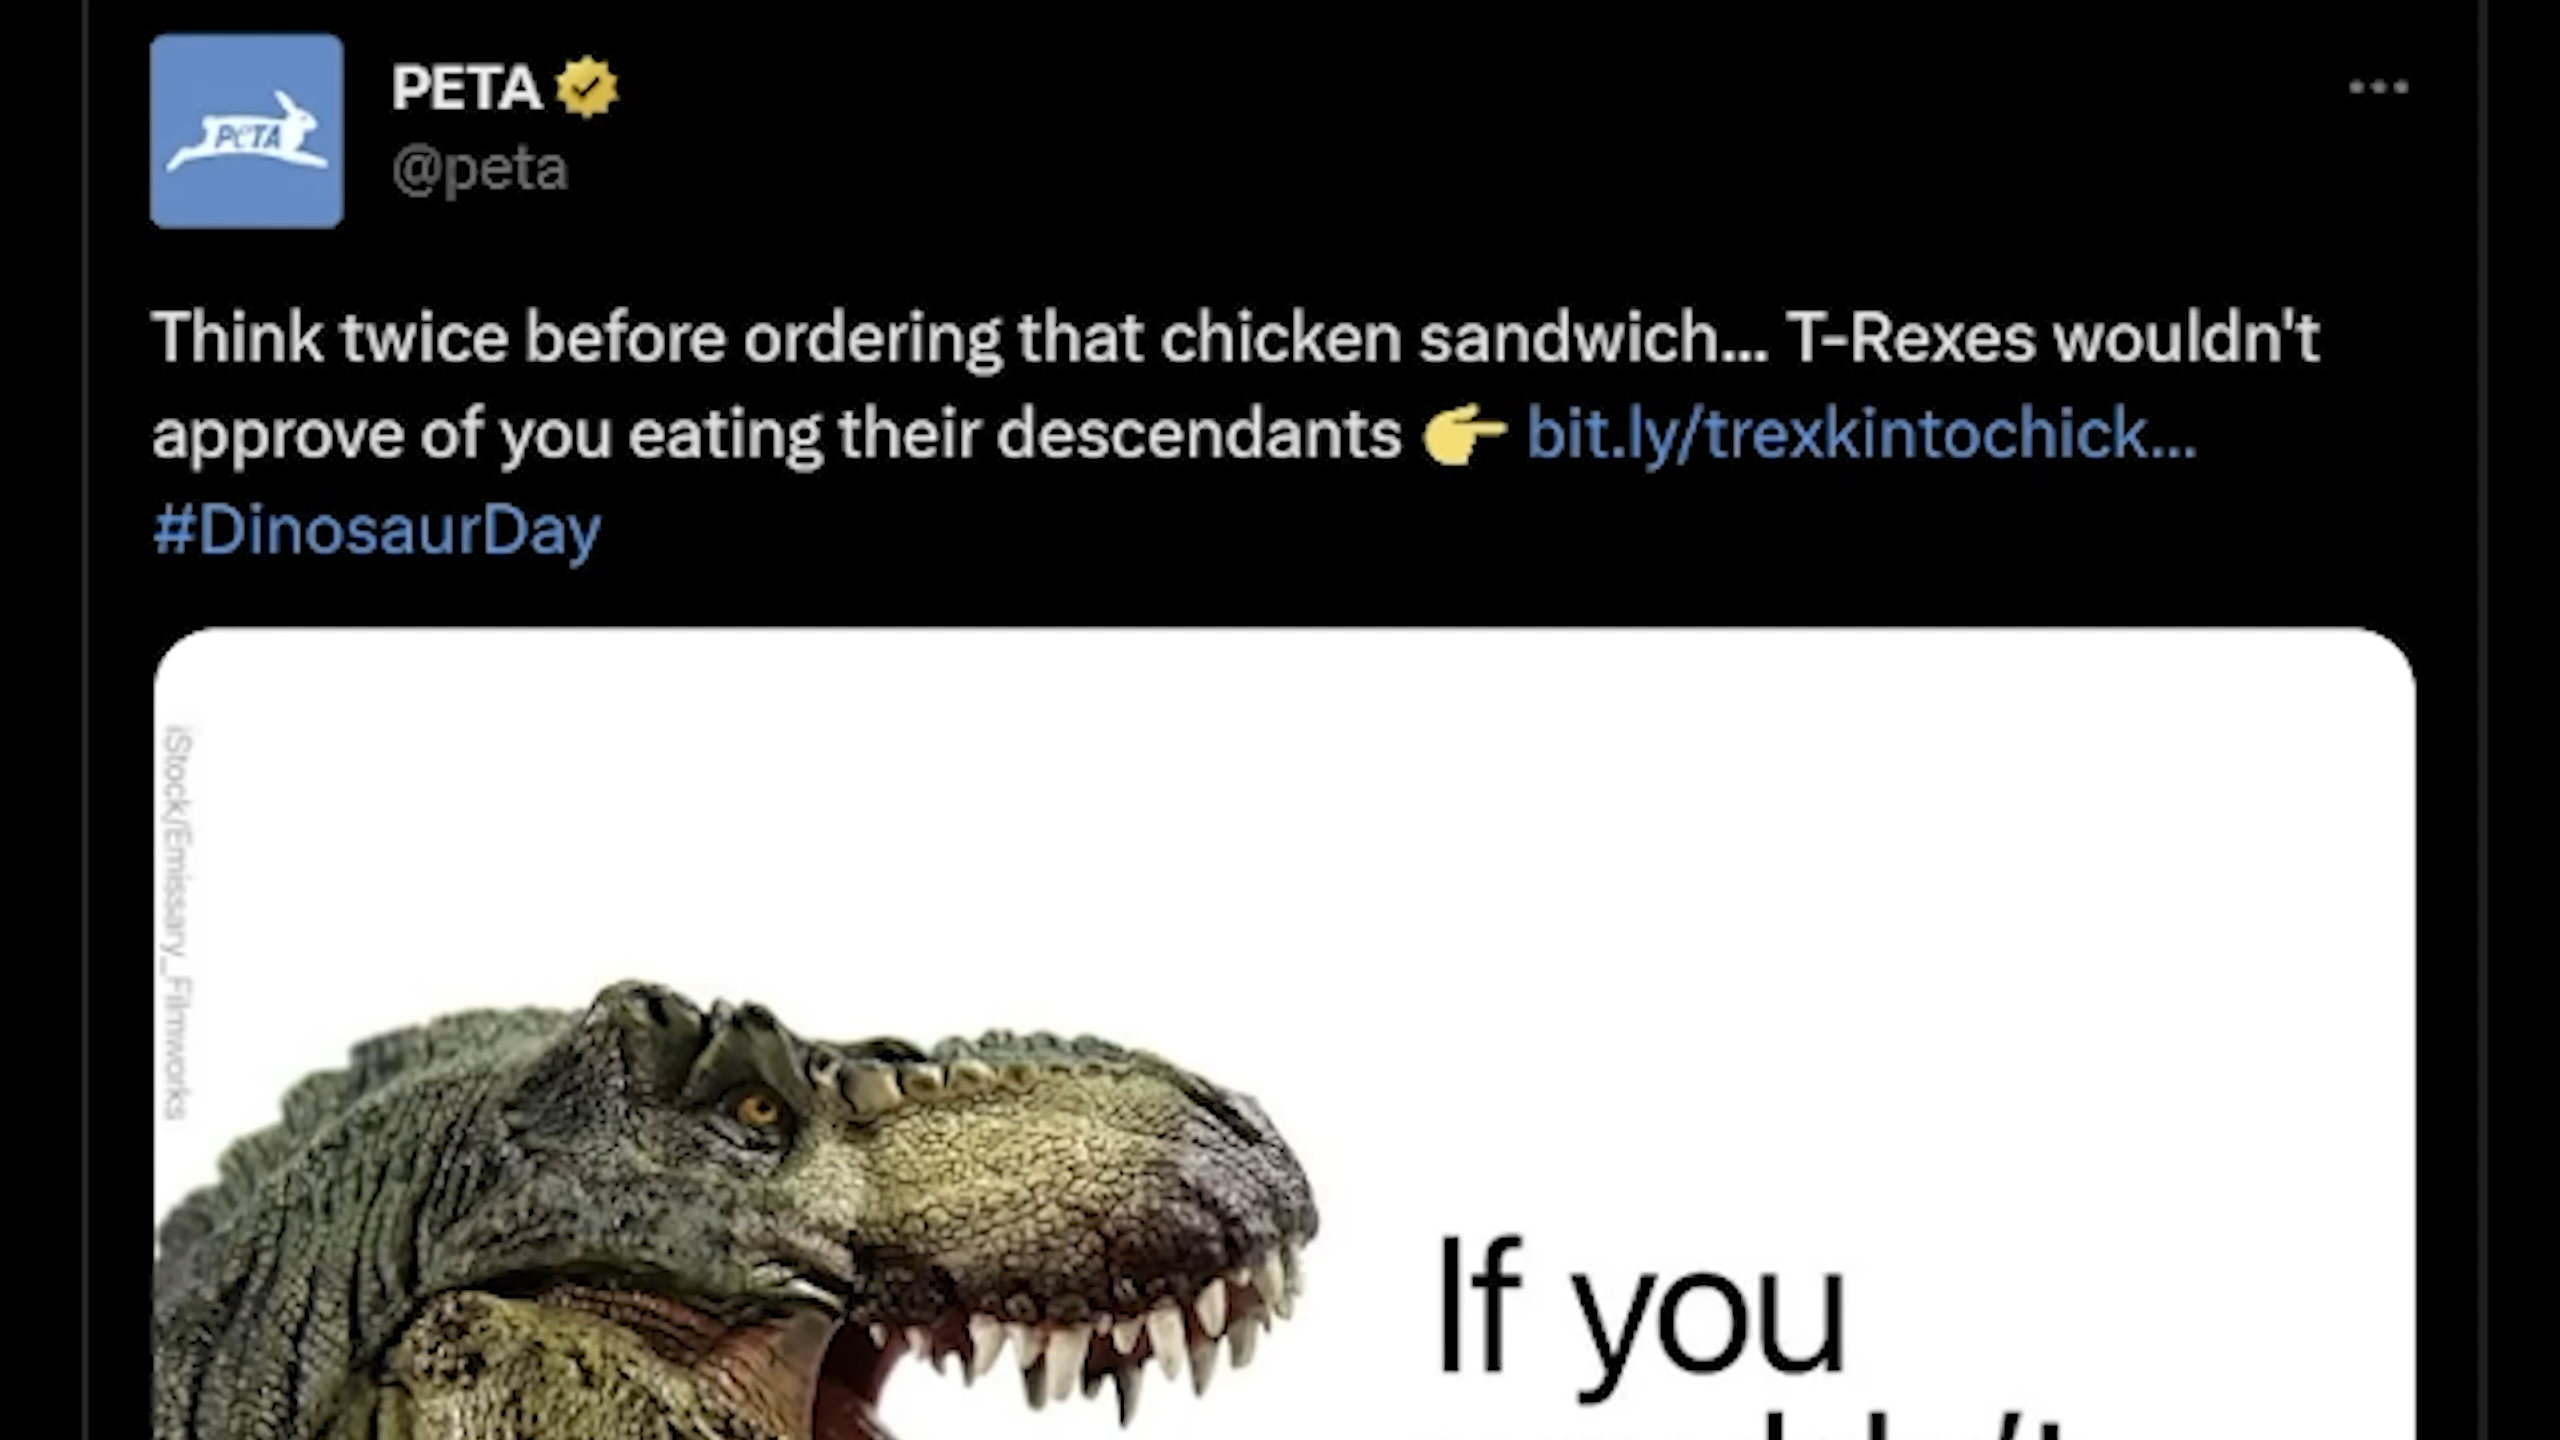 PETA
PETA
@peta
Think twice before ordering that chicken sandwich... T-Rexes wouldn't
approve of you eating their descendants 👉 bit.ly/trexkintochick...
#DinosaurDay
iStock/Emissary_Filmworks
If you